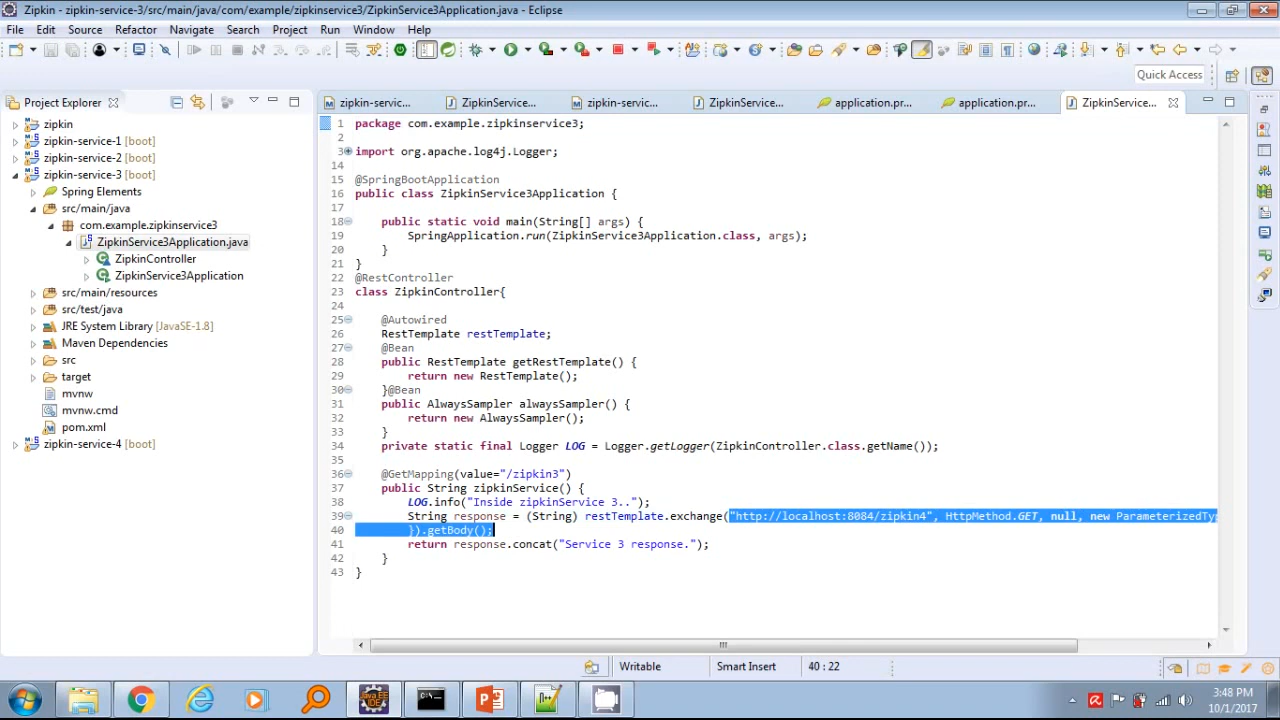 Zipkin - zipkin-service-3/src/main/java/com/example/zipkinservice3/ZipkinService3Application.java - Eclipse
File Edit Source Refactor Navigate Search Project Run Window Help
Quick Access
Project Explorer
zipkin-servic...
ZipkinService...
zipkin-servic...
ZipkinService...
application.pr...
application.pr...
ZipkinService...
zipkin
zipkin-service-1 [boot]
zipkin-service-2 [boot]
zipkin-service-3 [boot]
Spring Elements
src/main/java
com.example.zipkinservice3
ZipkinService3Application.java
ZipkinController
ZipkinService3Application
src/main/resources
src/test/java
JRE System Library [JavaSE-1.8]
Maven Dependencies
src
target
mvnw
mvnw.cmd
pom.xml
zipkin-service-4 [boot]
1 package com.example.zipkinservice3;
2
3 import org.apache.log4j.Logger;
14
15 @SpringBootApplication
16 public class ZipkinService3Application {
17
18 public static void main(String[] args) {
19 SpringApplication.run(ZipkinService3Application.class, args);
20 }
21 }
22 @RestController
23 class ZipkinController{
24
25 @Autowired
26 RestTemplate restTemplate;
27 @Bean
28 public RestTemplate getRestTemplate() {
29 return new RestTemplate();
30 }@Bean
31 public AlwaysSampler alwaysSampler() {
32 return new AlwaysSampler();
33 }
34 private static final Logger LOG = Logger.getLogger(ZipkinController.class.getName());
35
36 @GetMapping(value="/zipkin3")
37 public String zipkinService() {
38 LOG.info("Inside zipkinService 3..");
39 String response = (String) restTemplate.exchange("http://localhost:8084/zipkin4", HttpMethod.GET, null, new ParameterizedTyp
40 }).getBody();
41 return response.concat("Service 3 response.");
42 }
43 }
Writable Smart Insert 40 : 22
Java EE
IDE
3:48 PM
10/1/2017